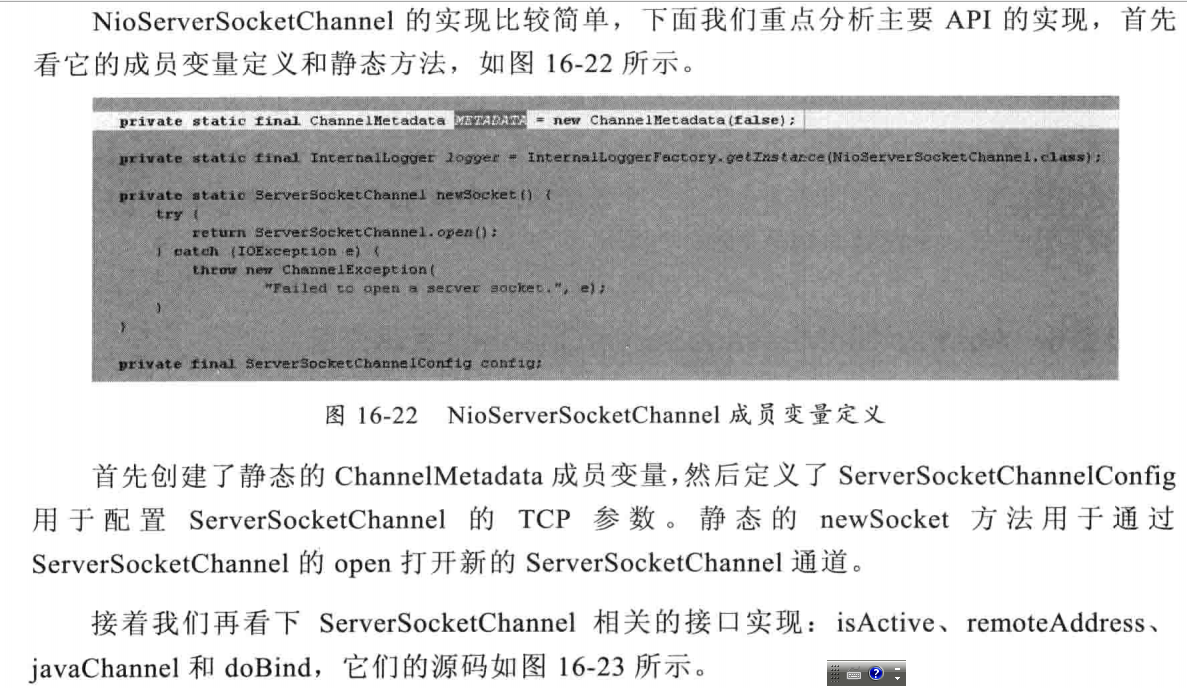 NioServerSocketChannel 的实现比较简单，下面我们重点分析主要 API 的实现，首先
看它的成员变量定义和静态方法，如图 16-22 所示。
private static final ChannelMetadata METADATA = new ChannelMetadata(false);
private static final InternalLogger logger = InternalLoggerFactory.getInstance(NioServerSocketChannel.class);
private static ServerSocketChannel newSocket() {
try {
return ServerSocketChannel.open();
} catch (IOException e) {
throw new ChannelException(
"Failed to open a server socket.", e);
}
}
private final ServerSocketChannelConfig config;
图 16-22 NioServerSocketChannel 成员变量定义
首先创建了静态的 ChannelMetadata 成员变量，然后定义了 ServerSocketChannelConfig
用于配置 ServerSocketChannel 的 TCP 参数。静态的 newSocket 方法用于通过
ServerSocketChannel 的 open 打开新的 ServerSocketChannel 通道。
接着我们再看下 ServerSocketChannel 相关的接口实现：isActive、remoteAddress、
javaChannel 和 doBind，它们的源码如图 16-23 所示。